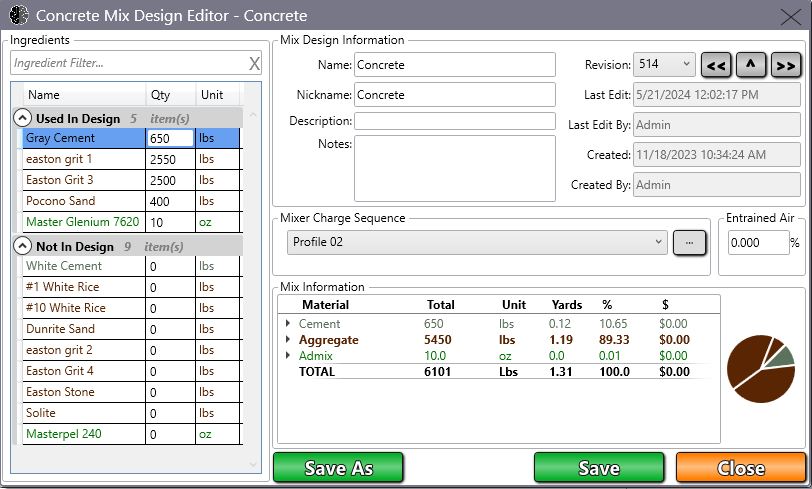 Concrete Mix Design Editor - Concrete
Ingredients
Ingredient Filter... X
Name Qty Unit
Used In Design 5 item(s)
Gray Cement 650 lbs
easton grit 1 2550 lbs
Easton Grit 3 2500 lbs
Pocono Sand 400 lbs
Master Glenium 7620 10 oz
Not In Design 9 item(s)
White Cement 0 lbs
#1 White Rice 0 lbs
#10 White Rice 0 lbs
Dunrite Sand 0 lbs
easton grit 2 0 lbs
Easton Grit 4 0 lbs
Easton Stone 0 lbs
Solite 0 lbs
Masterpel 240 0 oz
Mix Design Information
Name: Concrete
Nickname: Concrete
Description:
Notes:
Revision: 514 << ^ >>
Last Edit: 5/21/2024 12:02:17 PM
Last Edit By: Admin
Created: 11/18/2023 10:34:24 AM
Created By: Admin
Mixer Charge Sequence
Profile 02 ...
Entrained Air
0.000 %
Mix Information
Material Total Unit Yards % $
Cement 650 lbs 0.12 10.65 $0.00
Aggregate 5450 lbs 1.19 89.33 $0.00
Admix 10.0 oz 0.0 0.01 $0.00
TOTAL 6101 Lbs 1.31 100.0 $0.00
Save As Save Close